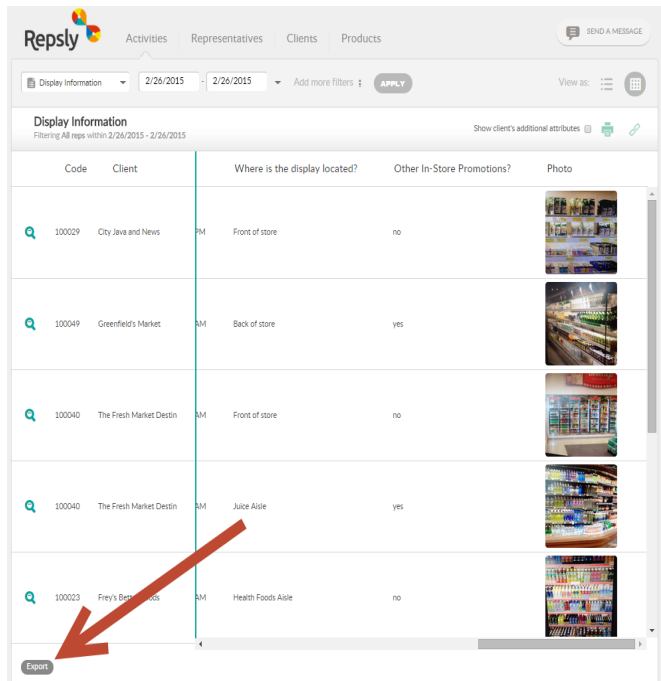 Repsly Activities Representatives Clients Products SEND A MESSAGE
Display Information 2/26/2015 - 2/26/2015 Add more filters APPLY View as:
Display Information
Filtering All reps within 2/26/2015 - 2/26/2015 Show client's additional attributes
Code Client Where is the display located? Other In-Store Promotions? Photo
100029 City Java and News PM Front of store no
100049 Greenfield's Market AM Back of store yes
100040 The Fresh Market Destin AM Front of store no
100040 The Fresh Market Destin AM Juice Aisle yes
100023 Frey's AM Health Foods Aisle no
Export